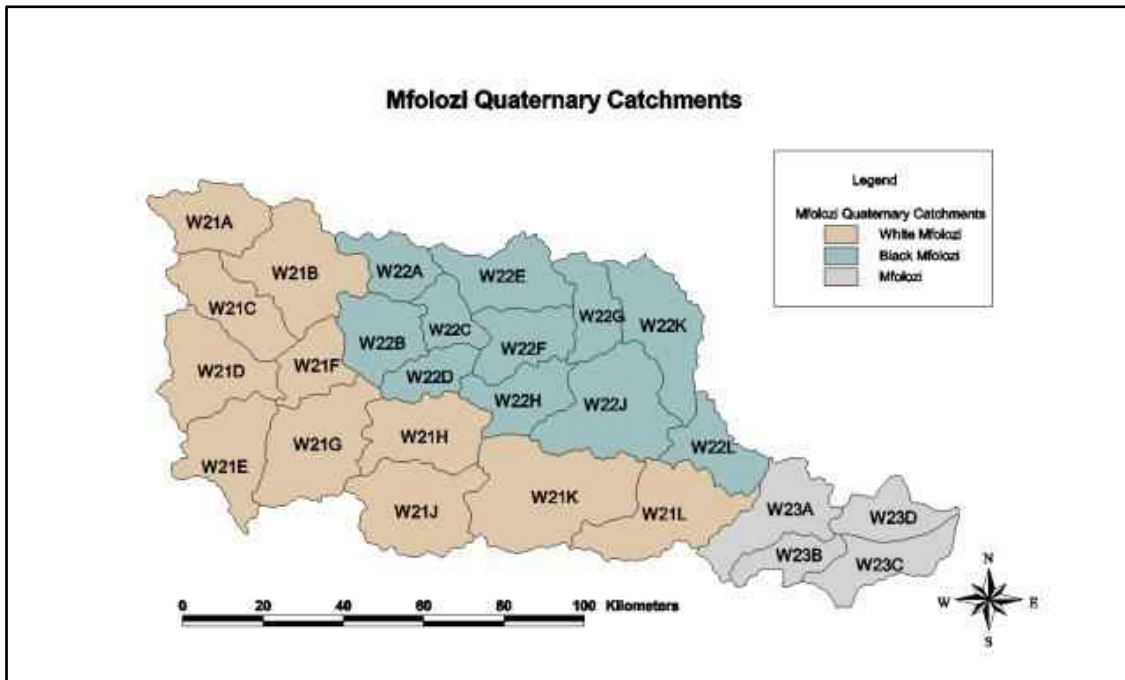 Mfolozi Quaternary Catchments
Legend
Mfolozi Quaternary Catchments
White Mfolozi
Black Mfolozi
Mfolozi
W21A
W21B
W22A
W22E
W21C
W22G
W22K
W22C
W22B
W22F
W21D
W21F
W22D
W22H
W22J
W21H
W21G
W22L
W21E
W21K
W21J
W21L
W23A
W23D
W23B
W23C
N
W E
S
0 20 40 60 80 100 Kilometers